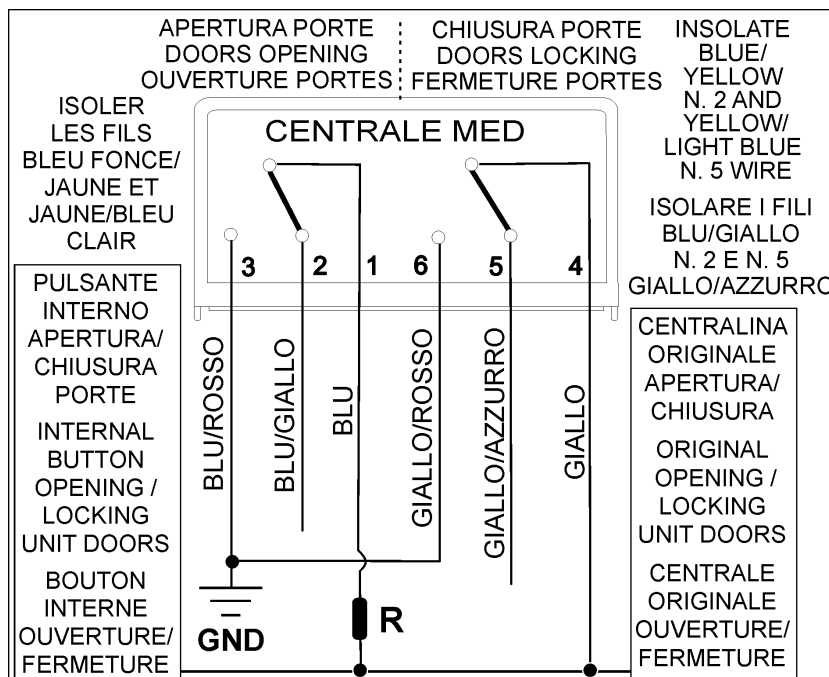 APERTURA PORTE
DOORS OPENING
OUVERTURE PORTES
CHIUSURA PORTE
DOORS LOCKING
FERMETURE PORTES
INSOLATE
BLUE/
YELLOW
N. 2 AND
YELLOW/
LIGHT BLUE
N. 5 WIRE
ISOLER
LES FILS
BLEU FONCE/
JAUNE ET
JAUNE/BLEU
CLAIR
CENTRALE MED
ISOLARE I FILI
BLU/GIALLO
N. 2 E N. 5
GIALLO/AZZURRO
3 2 1 6 5 4
PULSANTE
INTERNO
APERTURA/
CHIUSURA
PORTE
INTERNAL
BUTTON
OPENING /
LOCKING
UNIT DOORS
BOUTON
INTERNE
OUVERTURE/
FERMETURE
BLU/ROSSO
BLU/GIALLO
BLU
GIALLO/ROSSO
GIALLO/AZZURRO
GIALLO
GND
R
CENTRALINA
ORIGINALE
APERTURA/
CHIUSURA
ORIGINAL
OPENING /
LOCKING
UNIT DOORS
CENTRALE
ORIGINALE
OUVERTURE/
FERMETURE